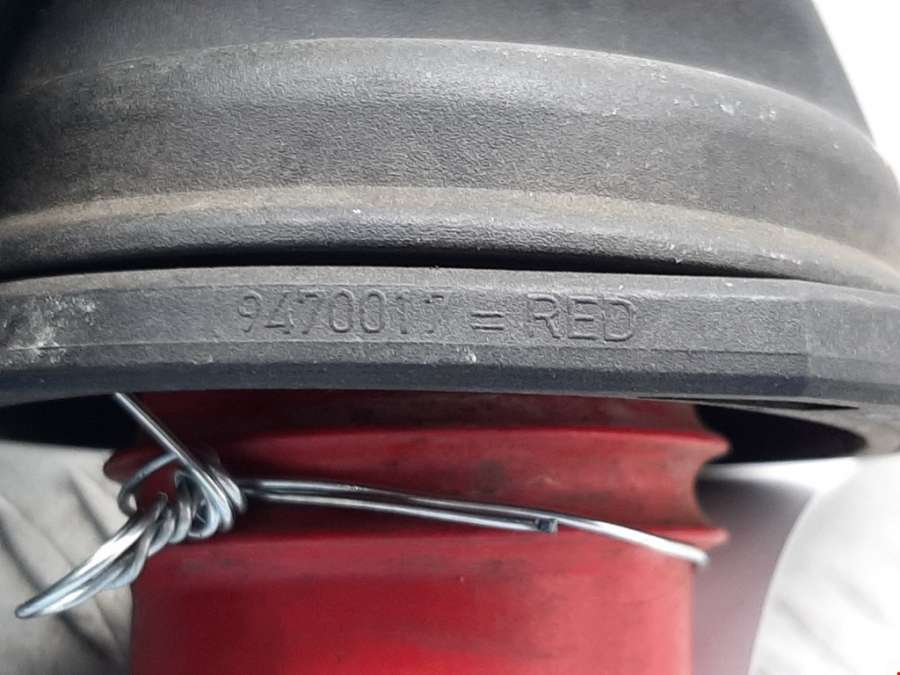 9470017 = RED